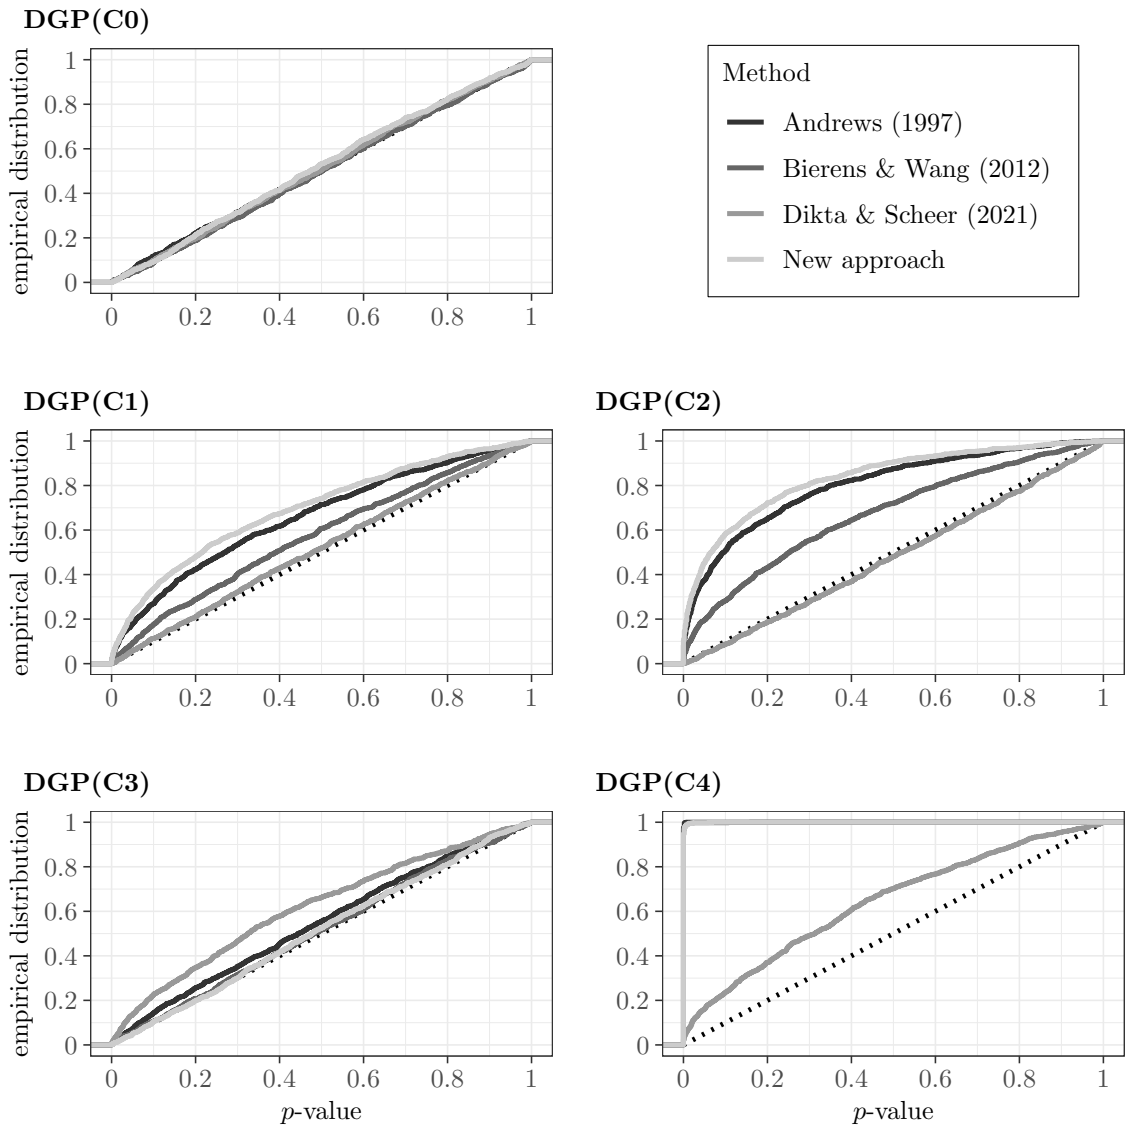 DGP(C0)
empirical distribution
1
0.8
0.6
0.4
0.2
0
0 0.2 0.4 0.6 0.8 1
Method
Andrews (1997)
Bierens & Wang (2012)
Dikta & Scheer (2021)
New approach
DGP(C1)
empirical distribution
1
0.8
0.6
0.4
0.2
0
0 0.2 0.4 0.6 0.8 1
DGP(C2)
1
0.8
0.6
0.4
0.2
0
0 0.2 0.4 0.6 0.8 1
DGP(C3)
empirical distribution
1
0.8
0.6
0.4
0.2
0
0 0.2 0.4 0.6 0.8 1
p-value
DGP(C4)
1
0.8
0.6
0.4
0.2
0
0 0.2 0.4 0.6 0.8 1
p-value